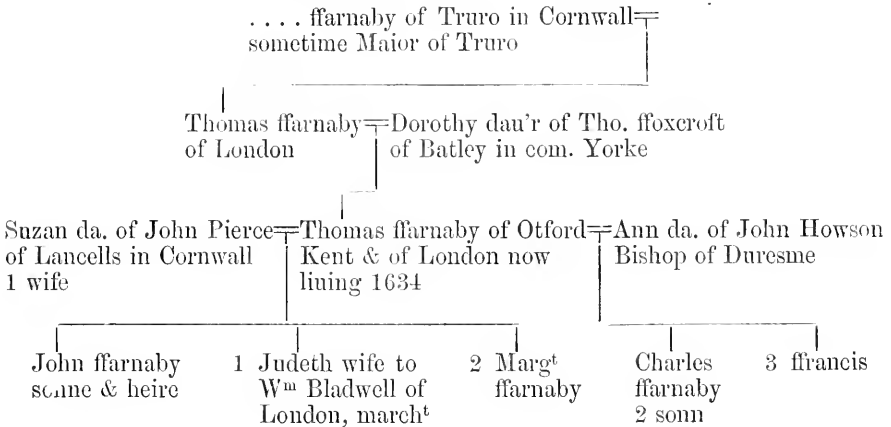 . . . . ffarnaby of Truro in Cornwall
sometime Maior of Truro
Thomas ffarnaby
of London
Dorothy dau'r of Tho. ffoxcroft
of Batley in com. Yorke
Suzan da. of John Pierce
of Lancells in Cornwall
1 wife
Thomas ffarnaby of Otford
Kent & of London now
liuing 1634
Ann da. of John Howson
Bishop of Duresme
John ffarnaby
sonne & heire
1 Judeth wife to
Wᵐ Bladwell of
London, marchᵗ
2 Margᵗ
ffarnaby
Charles
ffarnaby
2 sonn
3 ffrancis